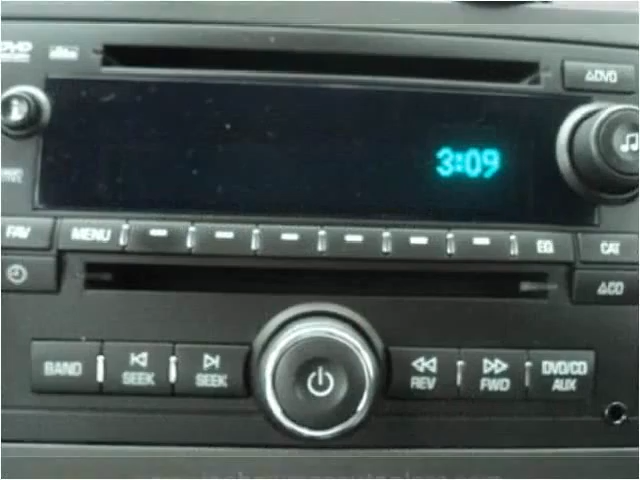 DVD
△DVD
3:09
FAV MENU EQ CAT
△CD
BAND SEEK SEEK REV FWD DVD/CD
AUX